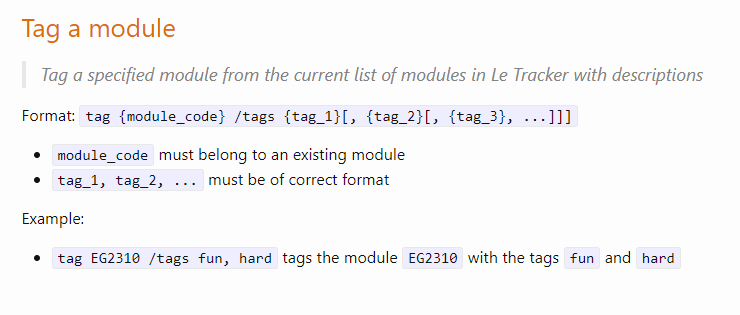 Tag a module
Tag a specified module from the current list of modules in Le Tracker with descriptions
Format: tag {module_code} /tags {tag_1}[, {tag_2}[, {tag_3}, ...]]]
• module_code must belong to an existing module
• tag_1, tag_2, ... must be of correct format
Example:
• tag EG2310 /tags fun, hard tags the module EG2310 with the tags fun and hard